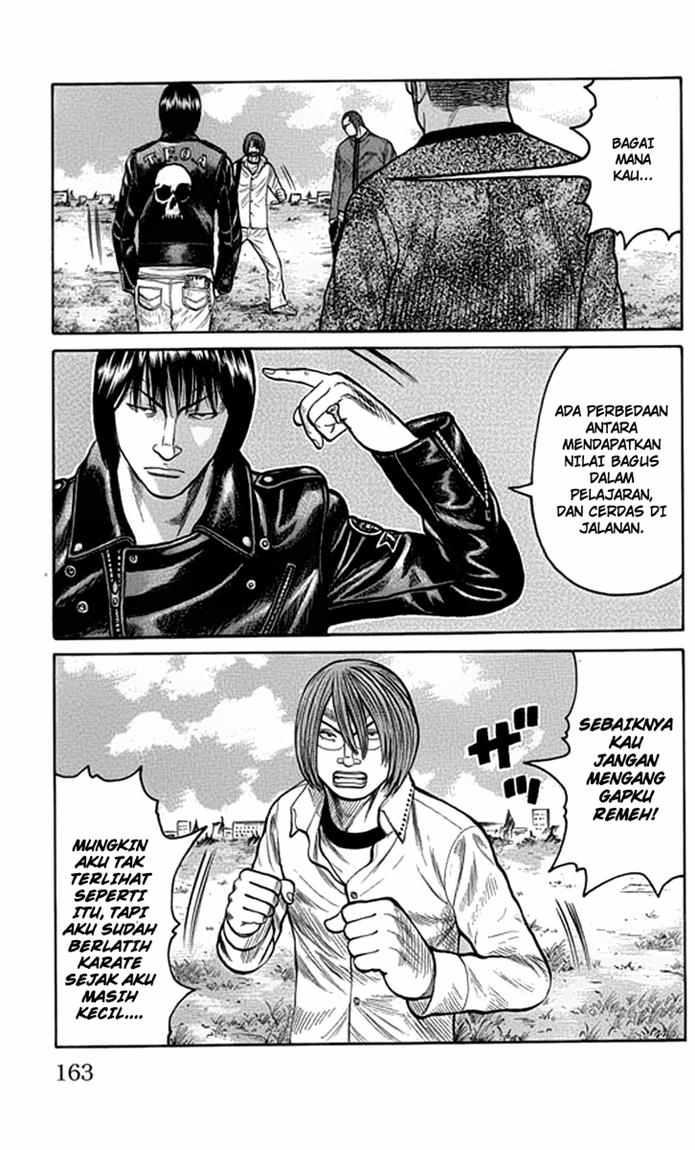 BAGAI
MANA
KAU...
T.F.O.A
ADA PERBEDAAN
ANTARA
MENDAPATKAN
NILAI BAGUS
DALAM
PELAJARAN,
DAN CERDAS DI
JALANAN.
SEBAIKNYA
KAU
JANGAN
MENGANG
GAPKU
REMEH!
ザッ
MUNGKIN
AKU TAK
TERLIHAT
SEPERTI
ITU, TAPI
AKU SUDAH
BERLATIH
KARATE
SEJAK AKU
MASIH
KECIL....
163